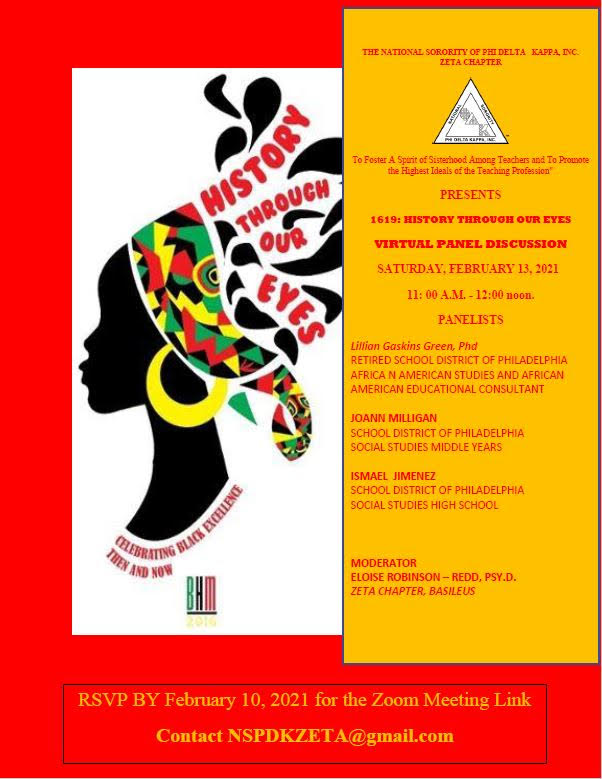 THE NATIONAL SORORITY OF PHI DELTA KAPPA, INC.
ZETA CHAPTER
NATIONAL
SORORITY
PHI DELTA KAPPA, INC.
To Foster A Spirit of Sisterhood Among Teachers and To Promote
the Highest Ideals of the Teaching Profession"
PRESENTS
1619: HISTORY THROUGH OUR EYES
VIRTUAL PANEL DISCUSSION
SATURDAY, FEBRUARY 13, 2021
11: 00 A.M. - 12:00 noon.
PANELISTS
Lillian Gaskins Green, Phd
RETIRED SCHOOL DISTRICT OF PHILADELPHIA
AFRICA N AMERICAN STUDIES AND AFRICAN
AMERICAN EDUCATIONAL CONSULTANT
JOANN MILLIGAN
SCHOOL DISTRICT OF PHILADELPHIA
SOCIAL STUDIES MIDDLE YEARS
ISMAEL JIMENEZ
SCHOOL DISTRICT OF PHILADELPHIA
SOCIAL STUDIES HIGH SCHOOL
MODERATOR
ELOISE ROBINSON – REDD, PSY.D.
ZETA CHAPTER, BASILEUS
HISTORY
THROUGH
OUR
EYES
CELEBRATING BLACK EXCELLENCE
THEN AND NOW
BHM
2016
RSVP BY February 10, 2021 for the Zoom Meeting Link
Contact NSPDKZETA@gmail.com